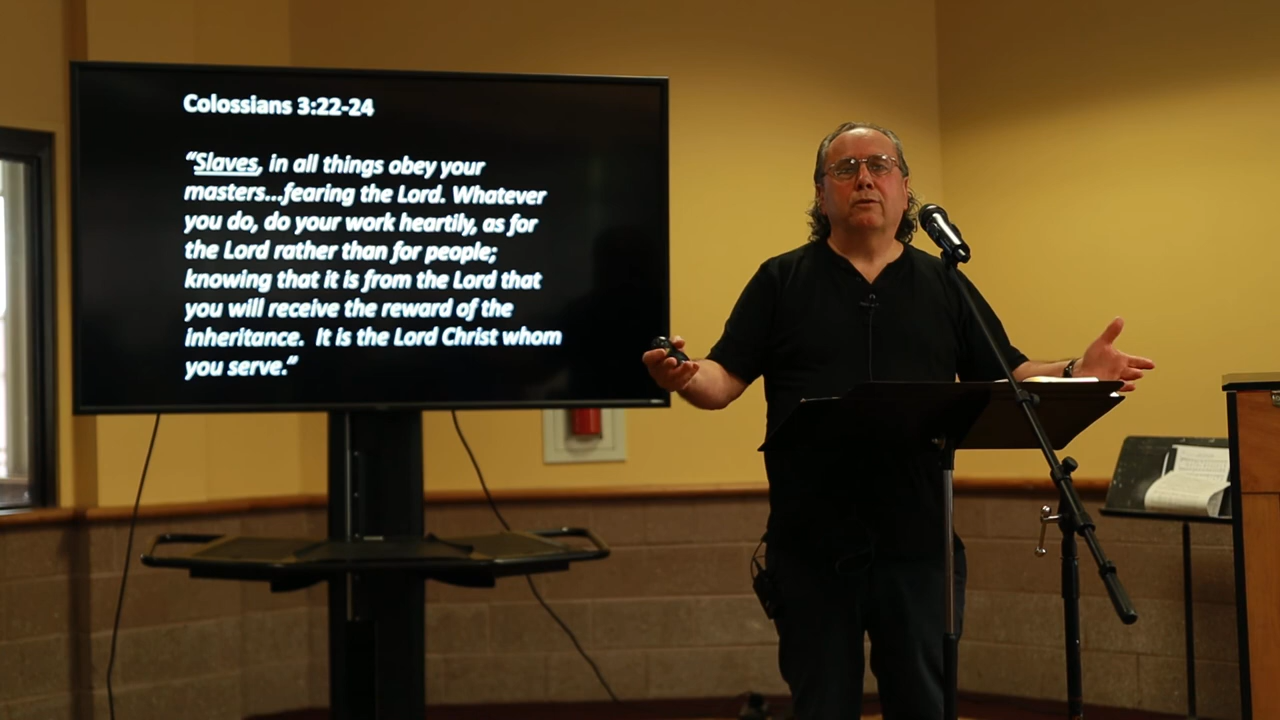 Colossians 3:22-24
“Slaves, in all things obey your
masters...fearing the Lord. Whatever
you do, do your work heartily, as for
the Lord rather than for people;
knowing that it is from the Lord that
you will receive the reward of the
inheritance.  It is the Lord Christ whom
you serve.”